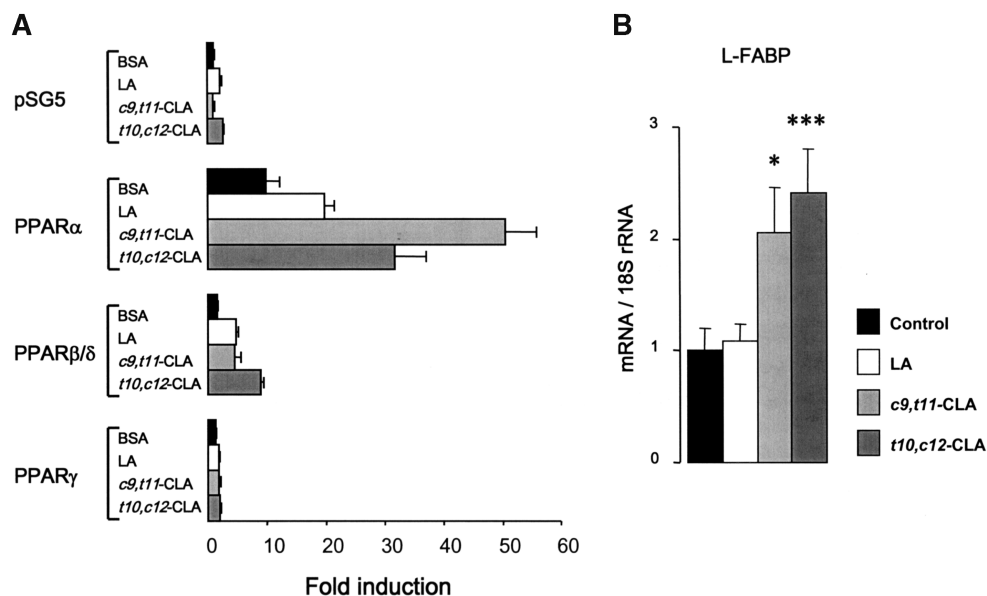 A
pSG5
BSA
LA
c9,t11-CLA
t10,c12-CLA
PPARα
BSA
LA
c9,t11-CLA
t10,c12-CLA
PPARβ/δ
BSA
LA
c9,t11-CLA
t10,c12-CLA
PPARγ
BSA
LA
c9,t11-CLA
t10,c12-CLA
0 10 20 30 40 50 60
Fold induction
B
L-FABP
***
*
3
2
1
0
mRNA / 18S rRNA
Control
LA
c9,t11-CLA
t10,c12-CLA